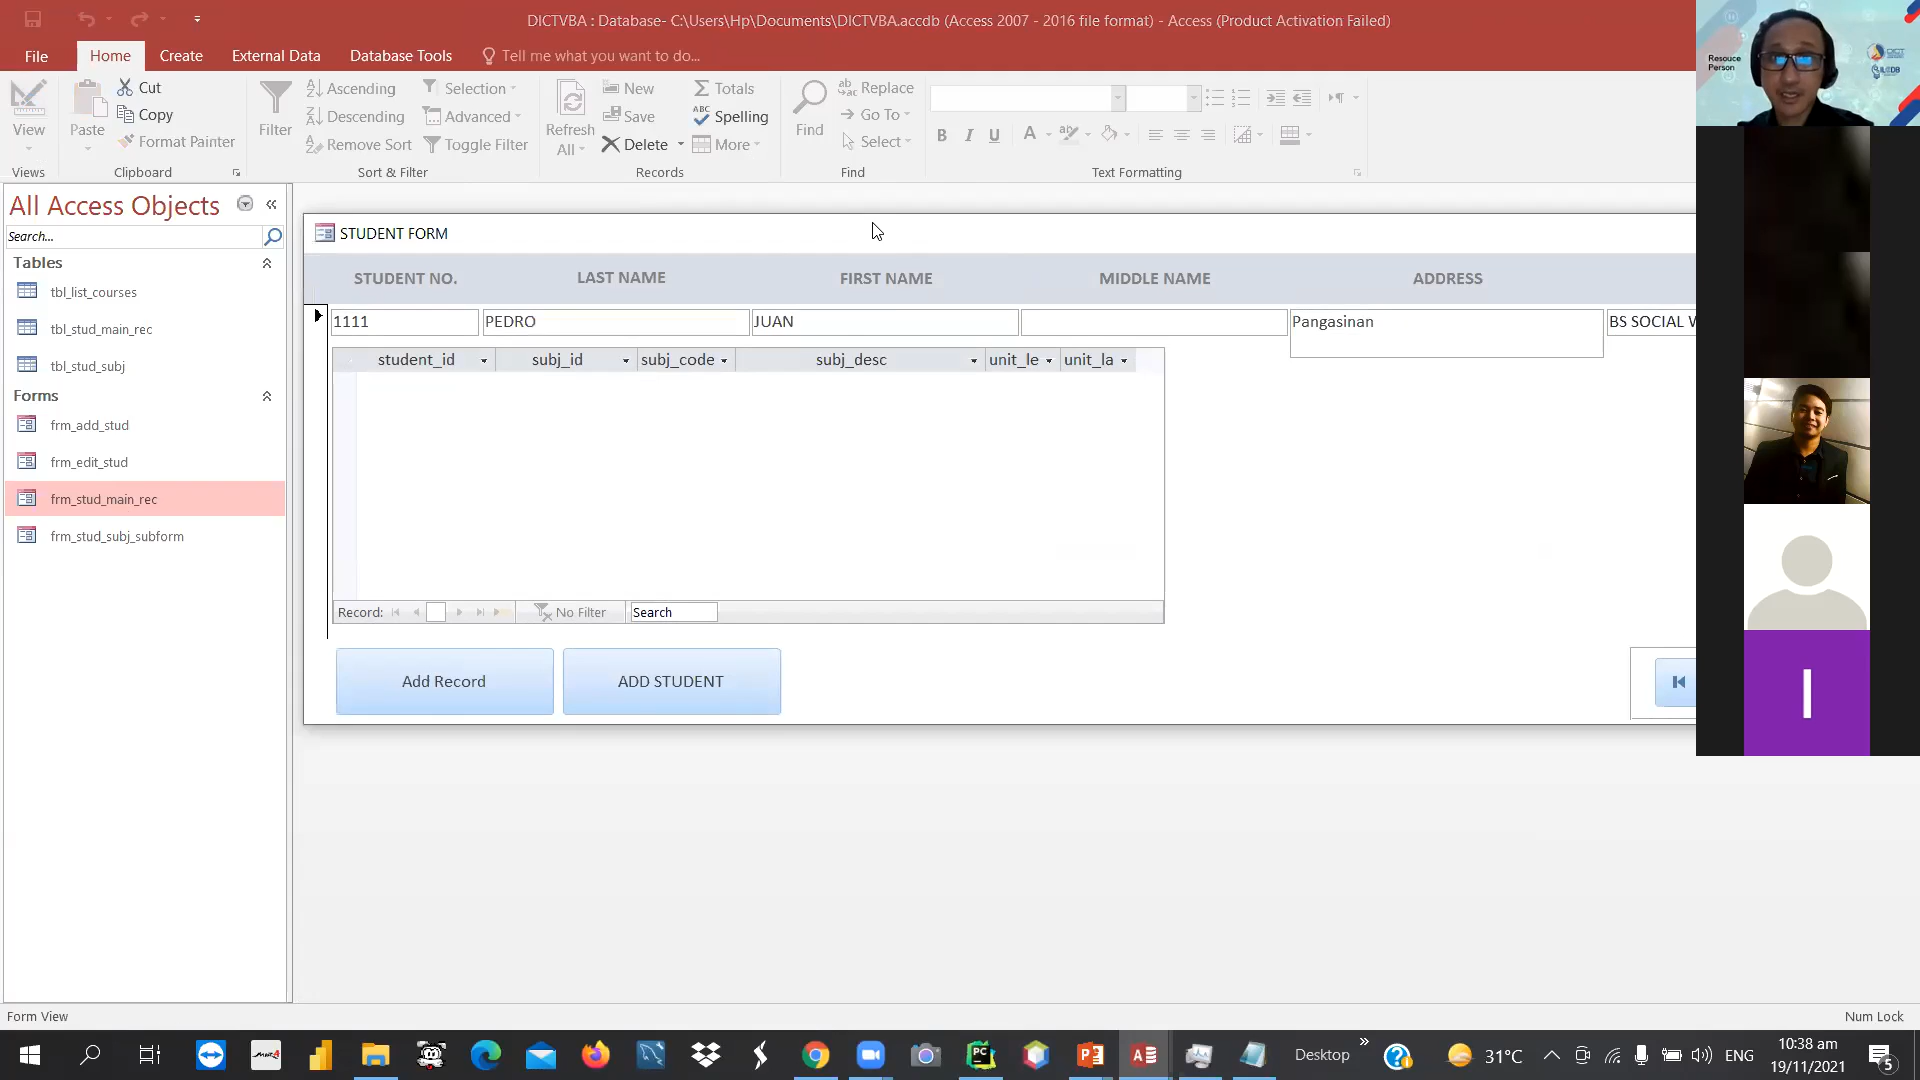 DICTVBA : Database- C:\Users\Hp\Documents\DICTVBA.accdb (Access 2007 - 2016 file format) - Access (Product Activation Failed)
File Home Create External Data Database Tools Tell me what you want to do...
View
Views
Paste
Cut
Copy
Format Painter
Clipboard
Filter
Ascending
Descending
Remove Sort
Selection
Advanced
Toggle Filter
Sort & Filter
Refresh All
New
Save
Delete
Totals
Spelling
More
Records
Find
Replace
Go To
Select
Find
Text Formatting
Resouce
Person
All Access Objects
Search...
Tables
tbl_list_courses
tbl_stud_main_rec
tbl_stud_subj
Forms
frm_add_stud
frm_edit_stud
frm_stud_main_rec
frm_stud_subj_subform
STUDENT FORM
STUDENT NO. LAST NAME FIRST NAME MIDDLE NAME ADDRESS
1111 PEDRO JUAN Pangasinan BS SOCIAL W
student_id subj_id subj_code subj_desc unit_le unit_la
Record: No Filter Search
Add Record ADD STUDENT
I
Form View Num Lock
Desktop 31°C ENG 10:38 am
19/11/2021
5